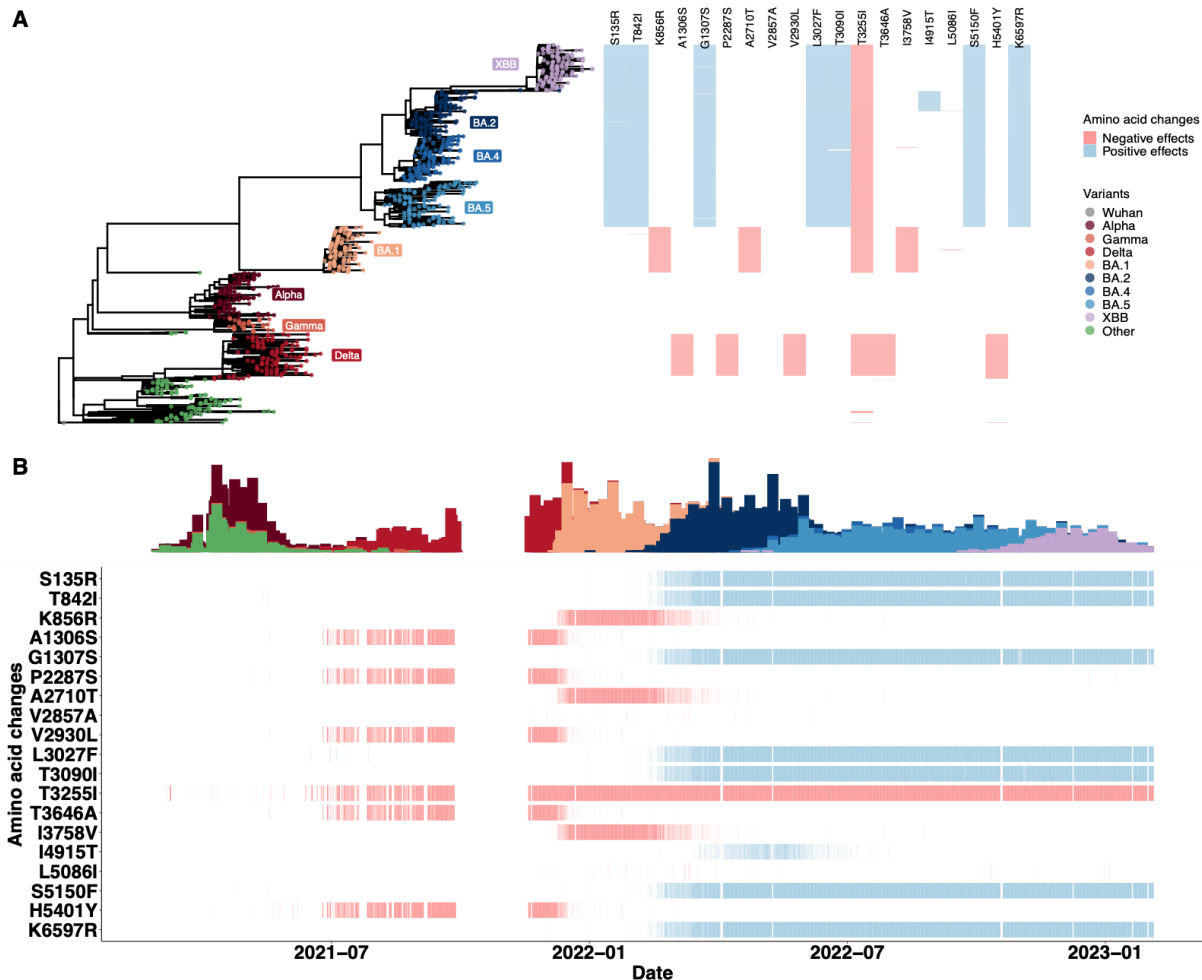 A
S135R
T842I
K856R
A1306S
G1307S
P2287S
A2710T
V2857A
V2930L
L3027F
T3090I
T3255I
T3646A
I3758V
I4915T
L5086I
S5150F
H5401Y
K6597R
XBB
BA.2
BA.4
BA.5
BA.1
Alpha
Gamma
Delta
Amino acid changes
Negative effects
Positive effects
Variants
Wuhan
Alpha
Gamma
Delta
BA.1
BA.2
BA.4
BA.5
XBB
Other
B
Amino acid changes
S135R
T842I
K856R
A1306S
G1307S
P2287S
A2710T
V2857A
V2930L
L3027F
T3090I
T3255I
T3646A
I3758V
I4915T
L5086I
S5150F
H5401Y
K6597R
2021–07
2022–01
2022–07
2023–01
Date